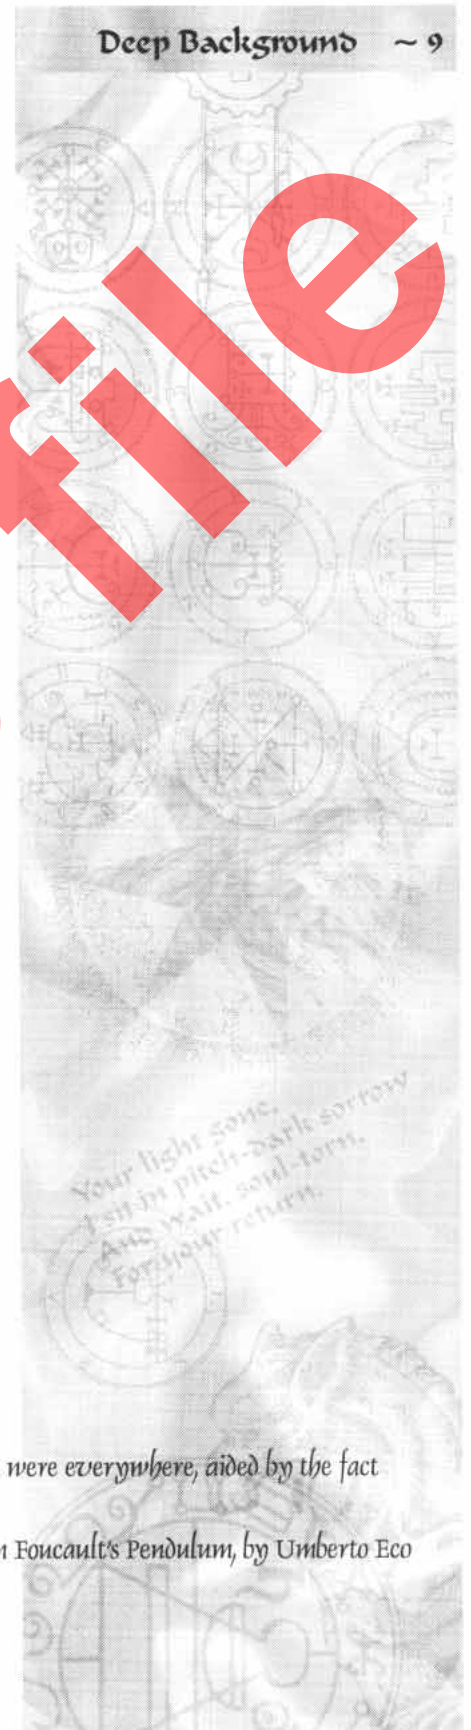 Deep Background ~ 9
file
Your light gone,
I sit in pitch-dark sorrow
And wait, soul-torn,
For your return.
were everywhere, aided by the fact
Foucault's Pendulum, by Umberto Eco